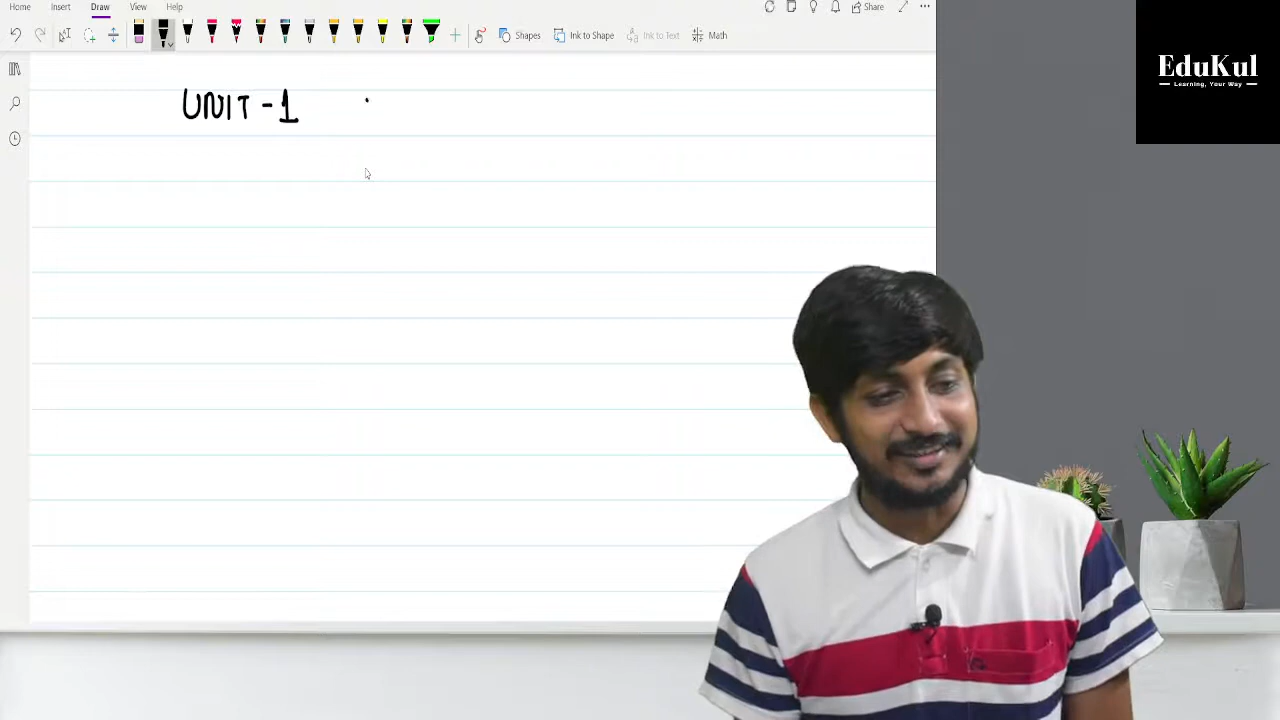 Home Insert Draw View Help Share
Shapes Ink to Shape Ink to Text Math
EduKul
Learning, Your Way
UNIT - 1